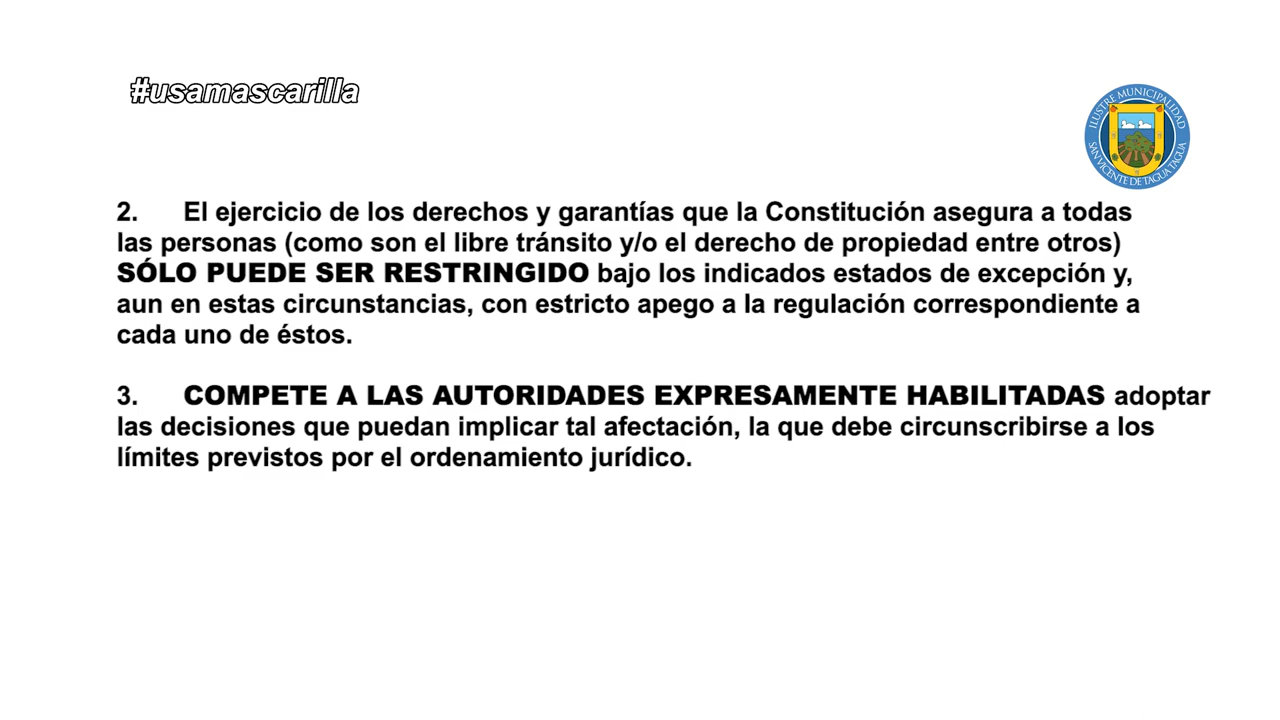 #usamascarilla
ILUSTRE MUNICIPALIDAD
SAN VICENTE DE TAGUA TAGUA
2. El ejercicio de los derechos y garantías que la Constitución asegura a todas
las personas (como son el libre tránsito y/o el derecho de propiedad entre otros)
SÓLO PUEDE SER RESTRINGIDO bajo los indicados estados de excepción y,
aun en estas circunstancias, con estricto apego a la regulación correspondiente a
cada uno de éstos.
3. COMPETE A LAS AUTORIDADES EXPRESAMENTE HABILITADAS adoptar
las decisiones que puedan implicar tal afectación, la que debe circunscribirse a los
límites previstos por el ordenamiento jurídico.